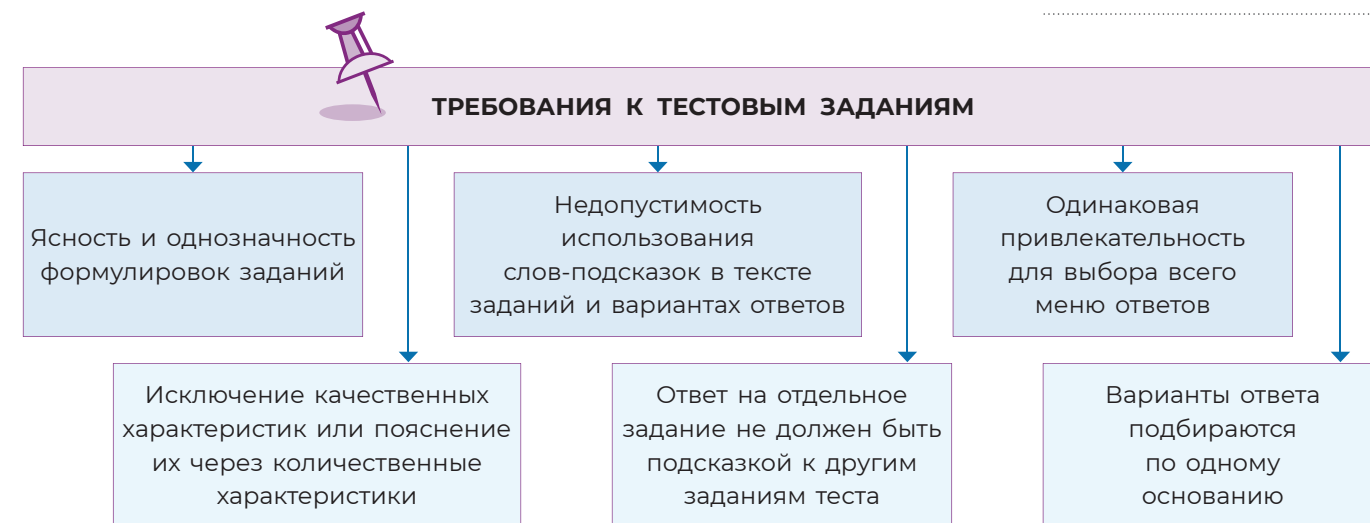 ТРЕБОВАНИЯ К ТЕСТОВЫМ ЗАДАНИЯМ
Ясность и однозначность
формулировок заданий
Недопустимость
использования
слов-подсказок в тексте
заданий и вариантах ответов
Одинаковая
привлекательность
для выбора всего
меню ответов
Исключение качественных
характеристик или пояснение
их через количественные
характеристики
Ответ на отдельное
задание не должен быть
подсказкой к другим
заданиям теста
Варианты ответа
подбираются
по одному
основанию